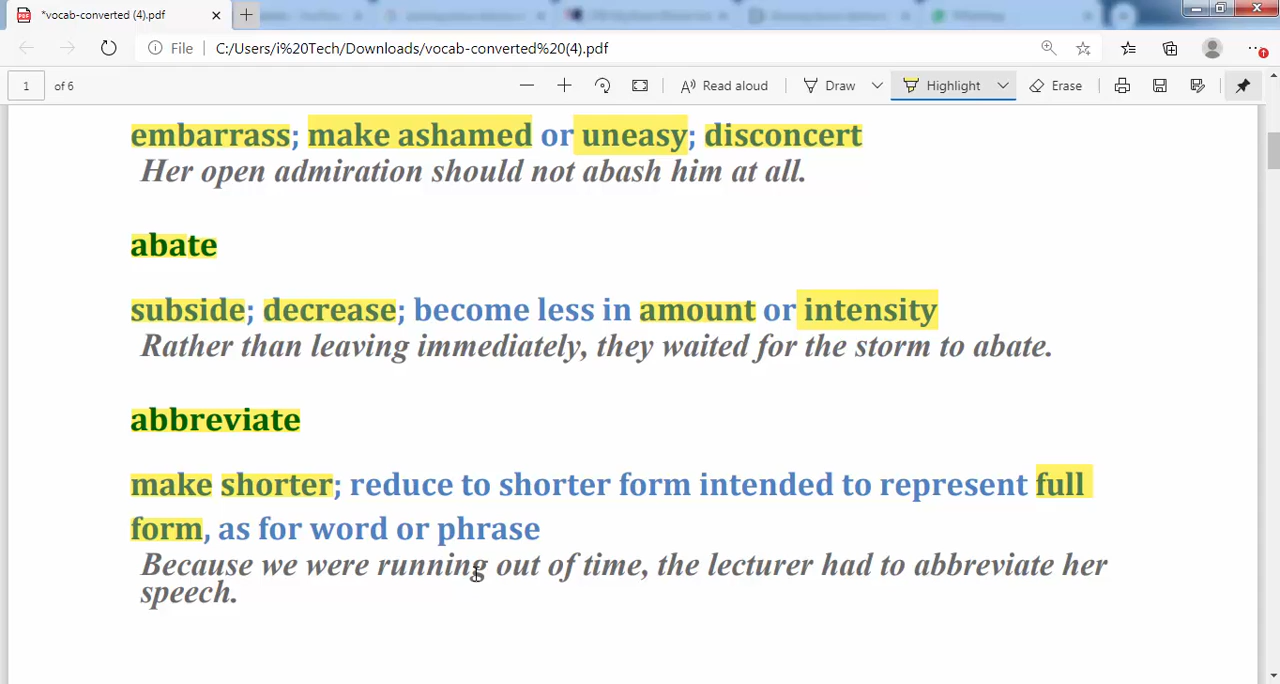 *vocab-converted (4).pdf
File C:/Users/i%20Tech/Downloads/vocab-converted%20(4).pdf
1 of 6 Read aloud Draw Highlight Erase
embarrass; make ashamed or uneasy; disconcert
Her open admiration should not abash him at all.
abate
subside; decrease; become less in amount or intensity
Rather than leaving immediately, they waited for the storm to abate.
abbreviate
make shorter; reduce to shorter form intended to represent full
form, as for word or phrase
Because we were running out of time, the lecturer had to abbreviate her
speech.